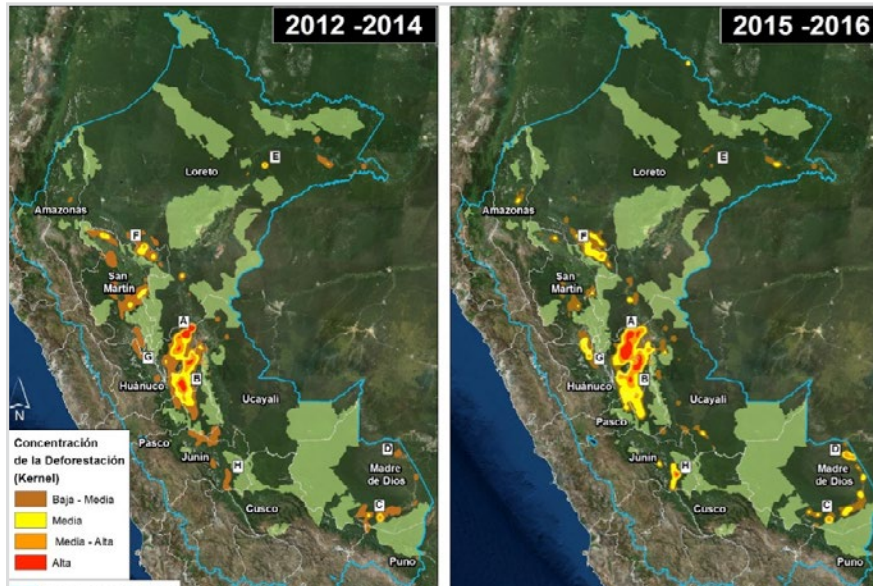 2012 -2014
E
Loreto
Amazonas
F
San
Martín
A
G
B
Huánuco
Ucayali
Pasco
Junín
H
D
Madre
de Dios
C
Cusco
Puno
N
Concentración
de la Deforestación
(Kernel)
Baja - Media
Media
Media - Alta
Alta
2015 -2016
E
Loreto
Amazonas
F
San
Martín
A
G
B
Huánuco
Ucayali
Pasco
Junín
H
D
Madre
de Dios
C
Cusco
Puno